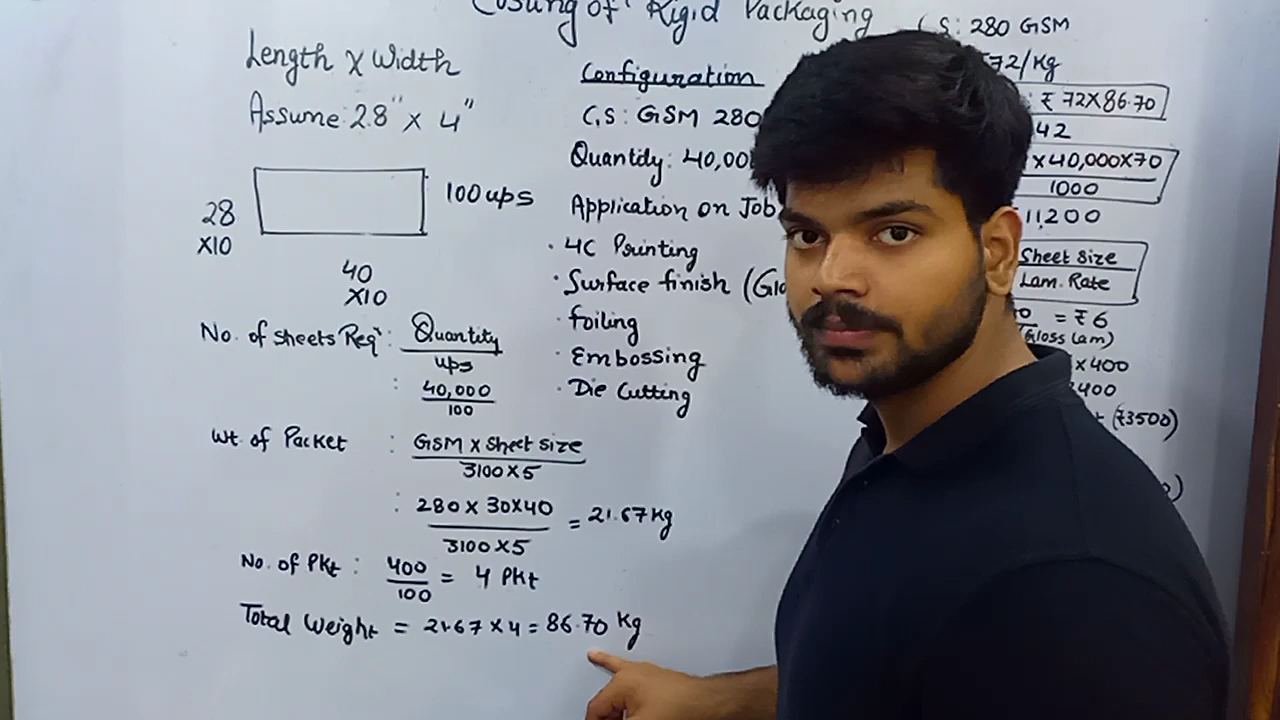 Costing of Rigid Packaging
Length x Width
Assume: 2.8" x 4"
28
x10
100 ups
40
x10
No. of Sheets Reqᵈ: Quantity
ups
: 40,000
100
Wt. of Packet : GSM x Sheet size
3100 x 5
: 280 x 30x40 = 21.67 Kg
3100 x 5
No. of Pkt : 400 = 4 Pkt
100
Total Weight = 21.67 x 4 = 86.70 Kg
Configuration
C.S : GSM 280
Quantity: 40,00
Application on Job
· 4C Printing
· Surface finish (Glo
· Foiling
· Embossing
· Die Cutting
S: 280 GSM
72/Kg
: ₹ 72x86.70
42
x40,000x70
1000
11,200
Sheet Size
Lam. Rate
0 = ₹6
(Gloss Lam)
x 400
400
(₹3500)
)